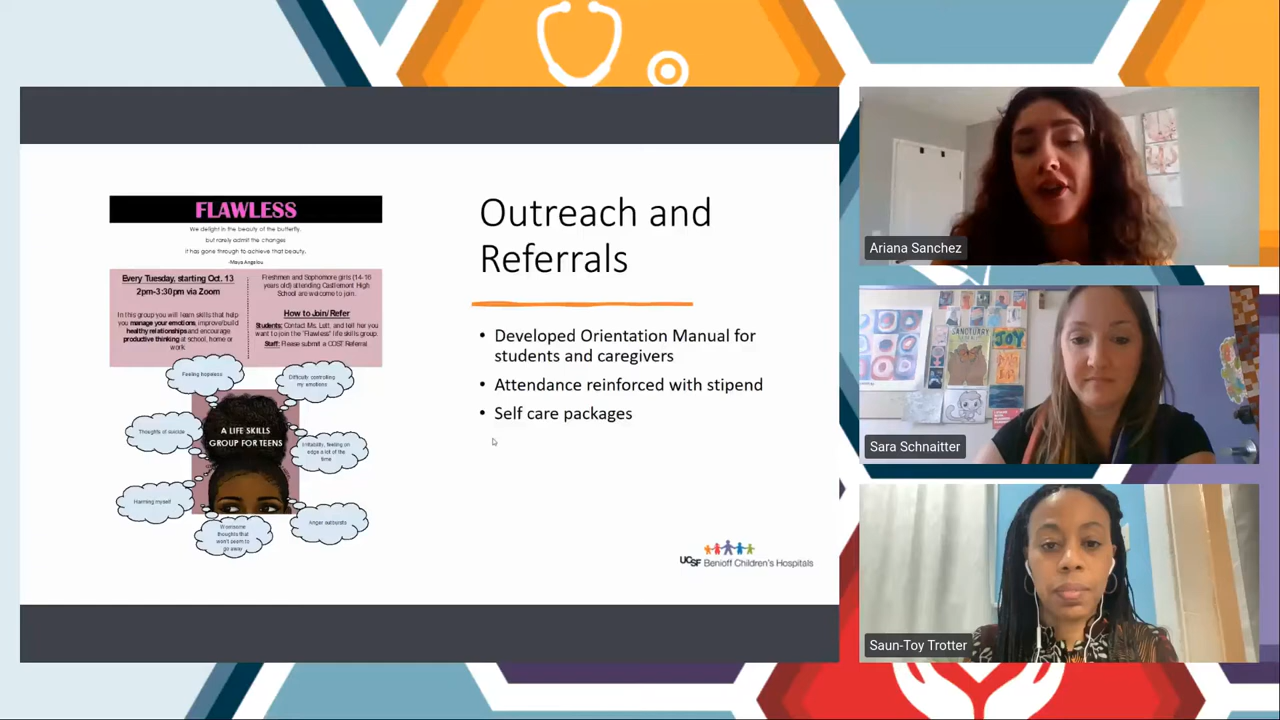 FLAWLESS
We delight in the beauty of the butterfly,
but rarely admit the changes
it has gone through to achieve that beauty.
-Maya Angelou
Every Tuesday, starting Oct. 13
2pm-3:30pm via Zoom
In this group you will learn skills that help
you manage your emotions, improve/build
healthy relationships and encourage
productive thinking at school, home or
work.
Freshmen and Sophomore girls (14-16
years old) attending Castlemont High
School are welcome to join.
How to Join/Refer
Students: Contact Ms. Lutt, and tell her you
want to join the "Flawless" life skills group.
Staff: Please submit a COST Referral.
Feeling hopeless
Difficulty controlling
my emotions
Thoughts of suicide
A LIFE SKILLS
GROUP FOR TEENS
Irritability, feeling on
edge a lot of the
time
Harming myself
Worrisome
thoughts that
won't seem to
go away
Anger outbursts
Outreach and
Referrals
• Developed Orientation Manual for
students and caregivers
• Attendance reinforced with stipend
• Self care packages
UCSF Benioff Children's Hospitals
Ariana Sanchez
SANCTUARY
JOY
Sara Schnaitter
Saun-Toy Trotter